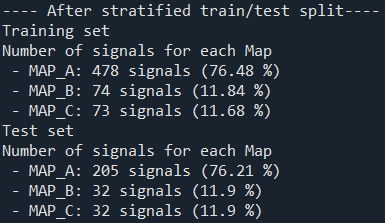 ---- After stratified train/test split----
Training set
Number of signals for each Map
- MAP_A: 478 signals (76.48 %)
- MAP_B: 74 signals (11.84 %)
- MAP_C: 73 signals (11.68 %)
Test set
Number of signals for each Map
- MAP_A: 205 signals (76.21 %)
- MAP_B: 32 signals (11.9 %)
- MAP_C: 32 signals (11.9 %)